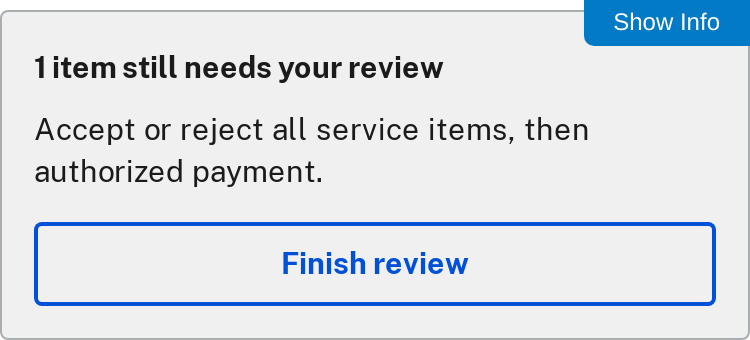 Show Info
1 item still needs your review
Accept or reject all service items, then
authorized payment.
Finish review